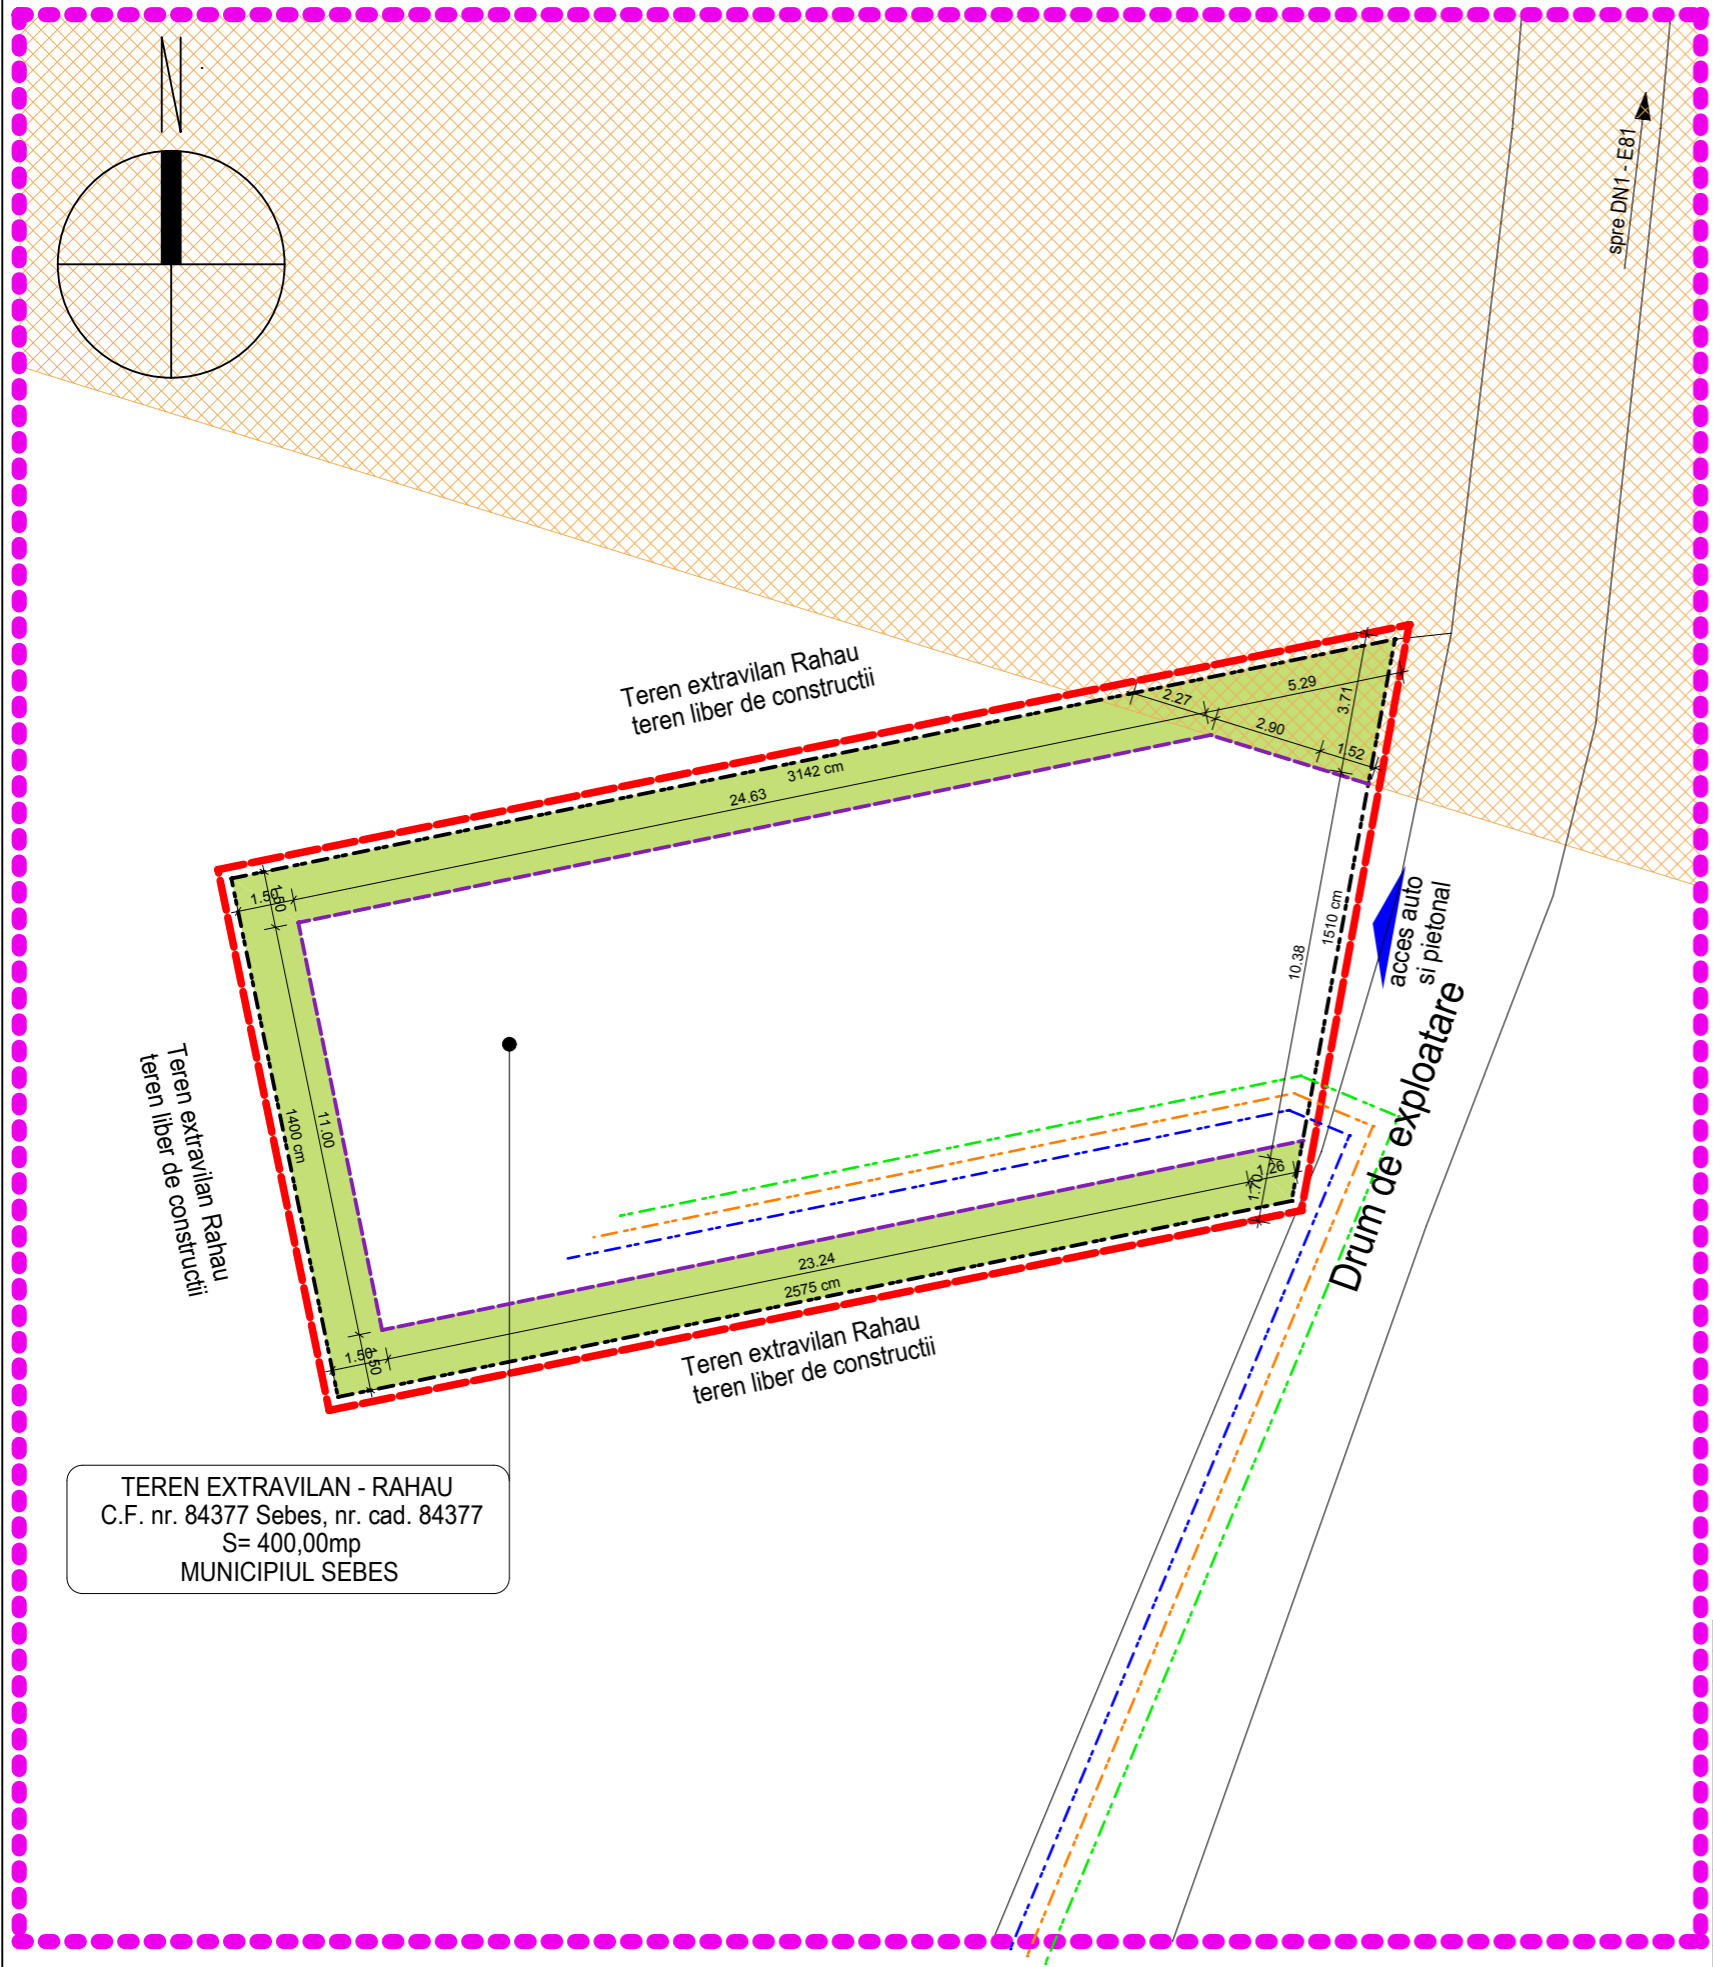 N
spre DN1 - E81
Teren extravilan Rahau
teren liber de constructii
2.27
5.29
3.71
2.90
1.52
3142 cm
24.63
1.50
1.50
1510 cm
10.38
acces auto
si pietonal
Drum de exploatare
Teren extravilan Rahau
teren liber de constructii
1400 cm
11.00
1.26
1.70
23.24
2575 cm
1.50
1.50
Teren extravilan Rahau
teren liber de constructii
TEREN EXTRAVILAN - RAHAU
C.F. nr. 84377 Sebes, nr. cad. 84377
S= 400,00mp
MUNICIPIUL SEBES